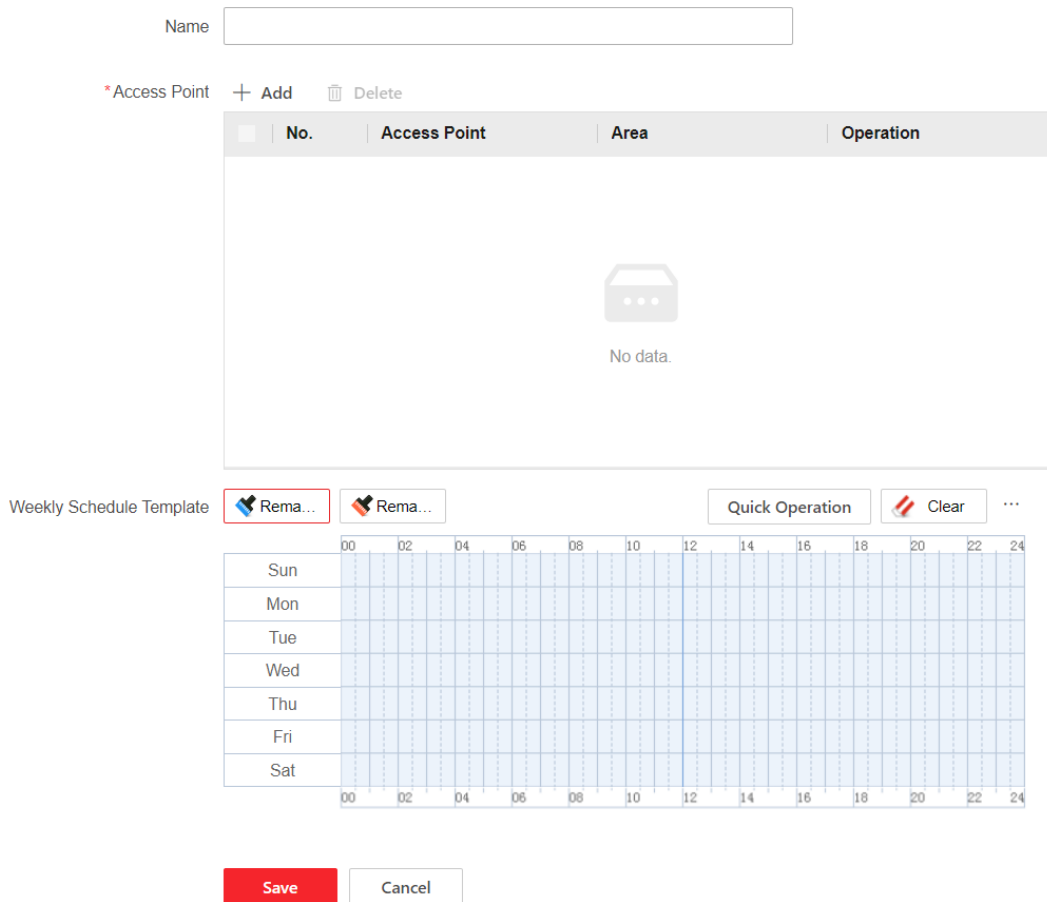 Name
*Access Point + Add Delete
No. Access Point Area Operation
No data.
Weekly Schedule Template Rema... Rema... Quick Operation Clear ...
00 02 04 06 08 10 12 14 16 18 20 22 24
Sun
Mon
Tue
Wed
Thu
Fri
Sat
00 02 04 06 08 10 12 14 16 18 20 22 24
Save Cancel